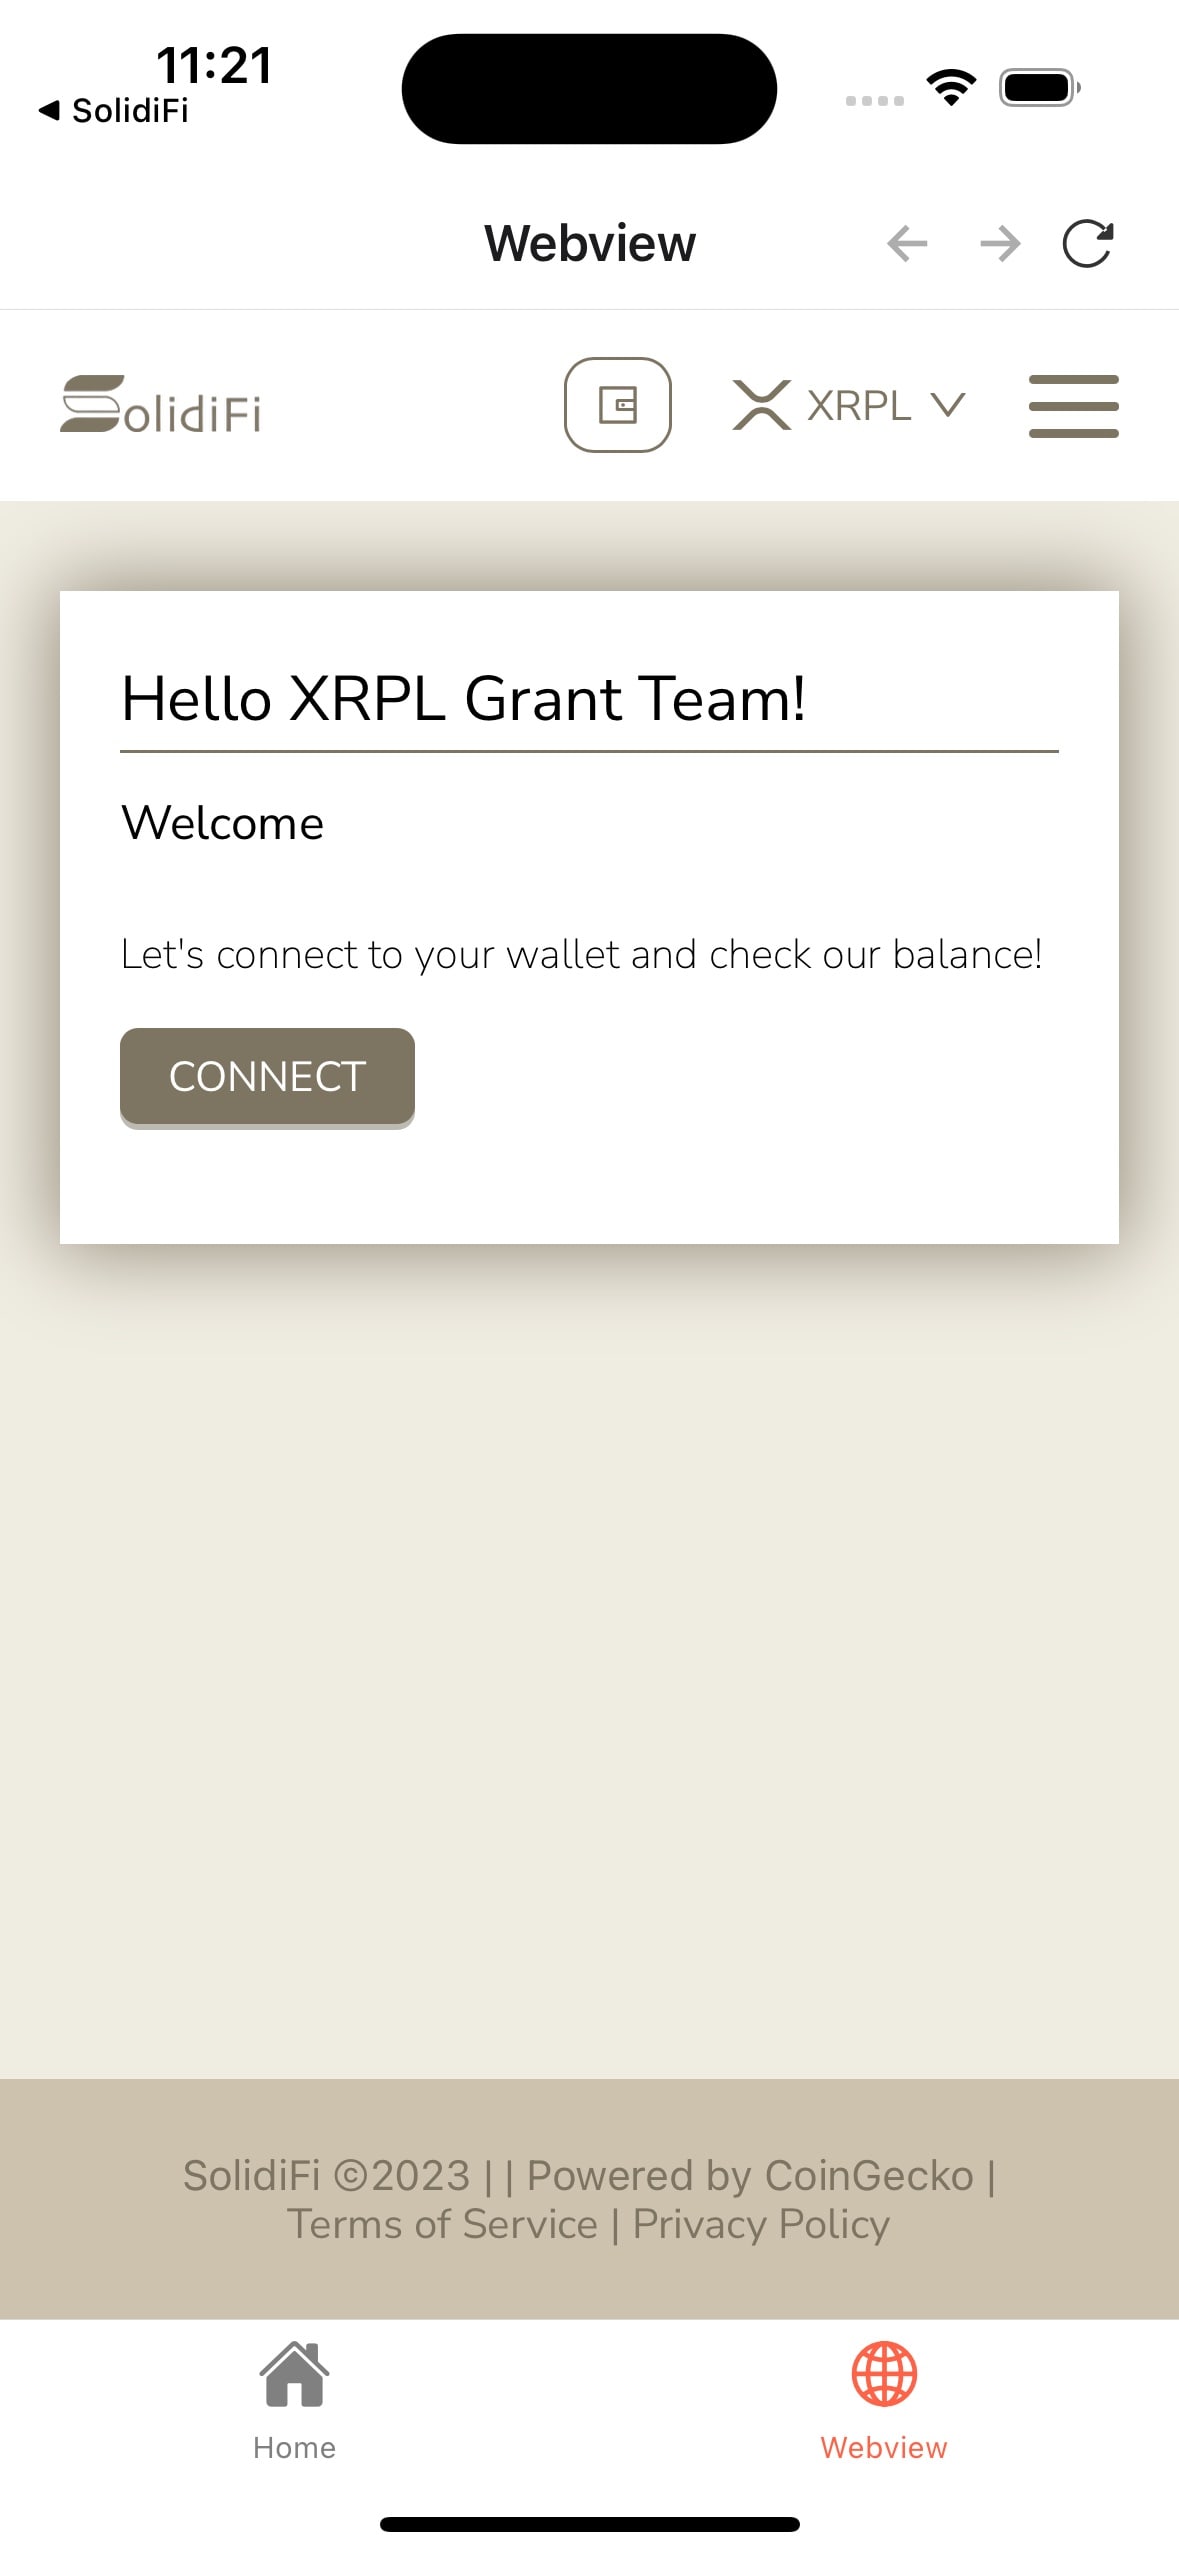 11:21
SolidiFi
Webview
SolidiFi
XRPL
Hello XRPL Grant Team!
Welcome
Let's connect to your wallet and check our balance!
CONNECT
SolidiFi ©2023 | | Powered by CoinGecko |
Terms of Service | Privacy Policy
Home
Webview